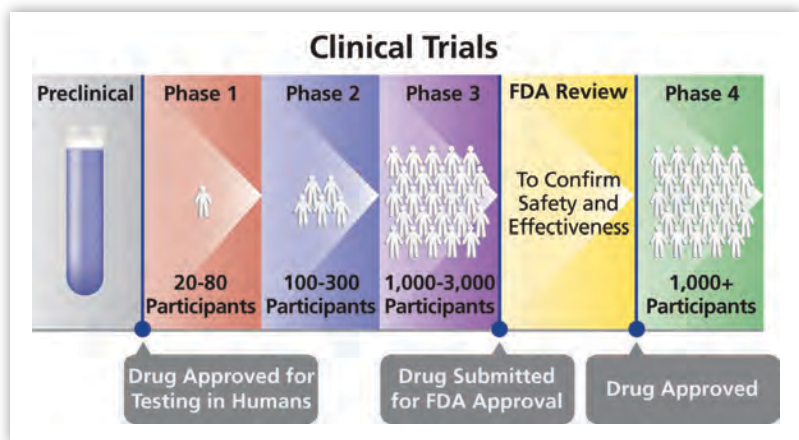 Clinical Trials
Preclinical
Phase 1
Phase 2
Phase 3
FDA Review
Phase 4
To Confirm
Safety and
Effectiveness
20-80
Participants
100-300
Participants
1,000-3,000
Participants
1,000+
Participants
Drug Approved for
Testing in Humans
Drug Submitted
for FDA Approval
Drug Approved